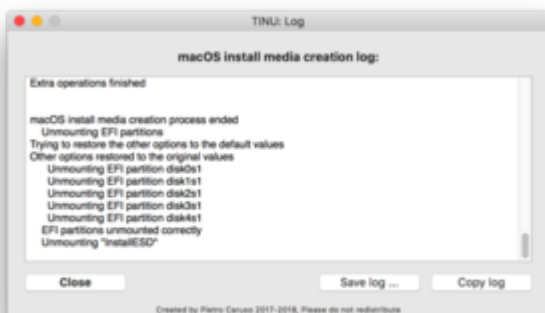 TINU: Log
macOS install media creation log:
Extra operations finished
macOS install media creation process ended
Unmounting EFI partitions
Trying to restore the other options to the default values
Other options restored to the original values
Unmounting EFI partition disk0s1
Unmounting EFI partition disk1s1
Unmounting EFI partition disk2s1
Unmounting EFI partition disk3s1
Unmounting EFI partition disk4s1
EFI partitions unmounted correctly
Unmounting "InstallESD"
Close
Save log ...
Copy log
Created by Pietro Caruso 2017-2018, Please do not redistribute